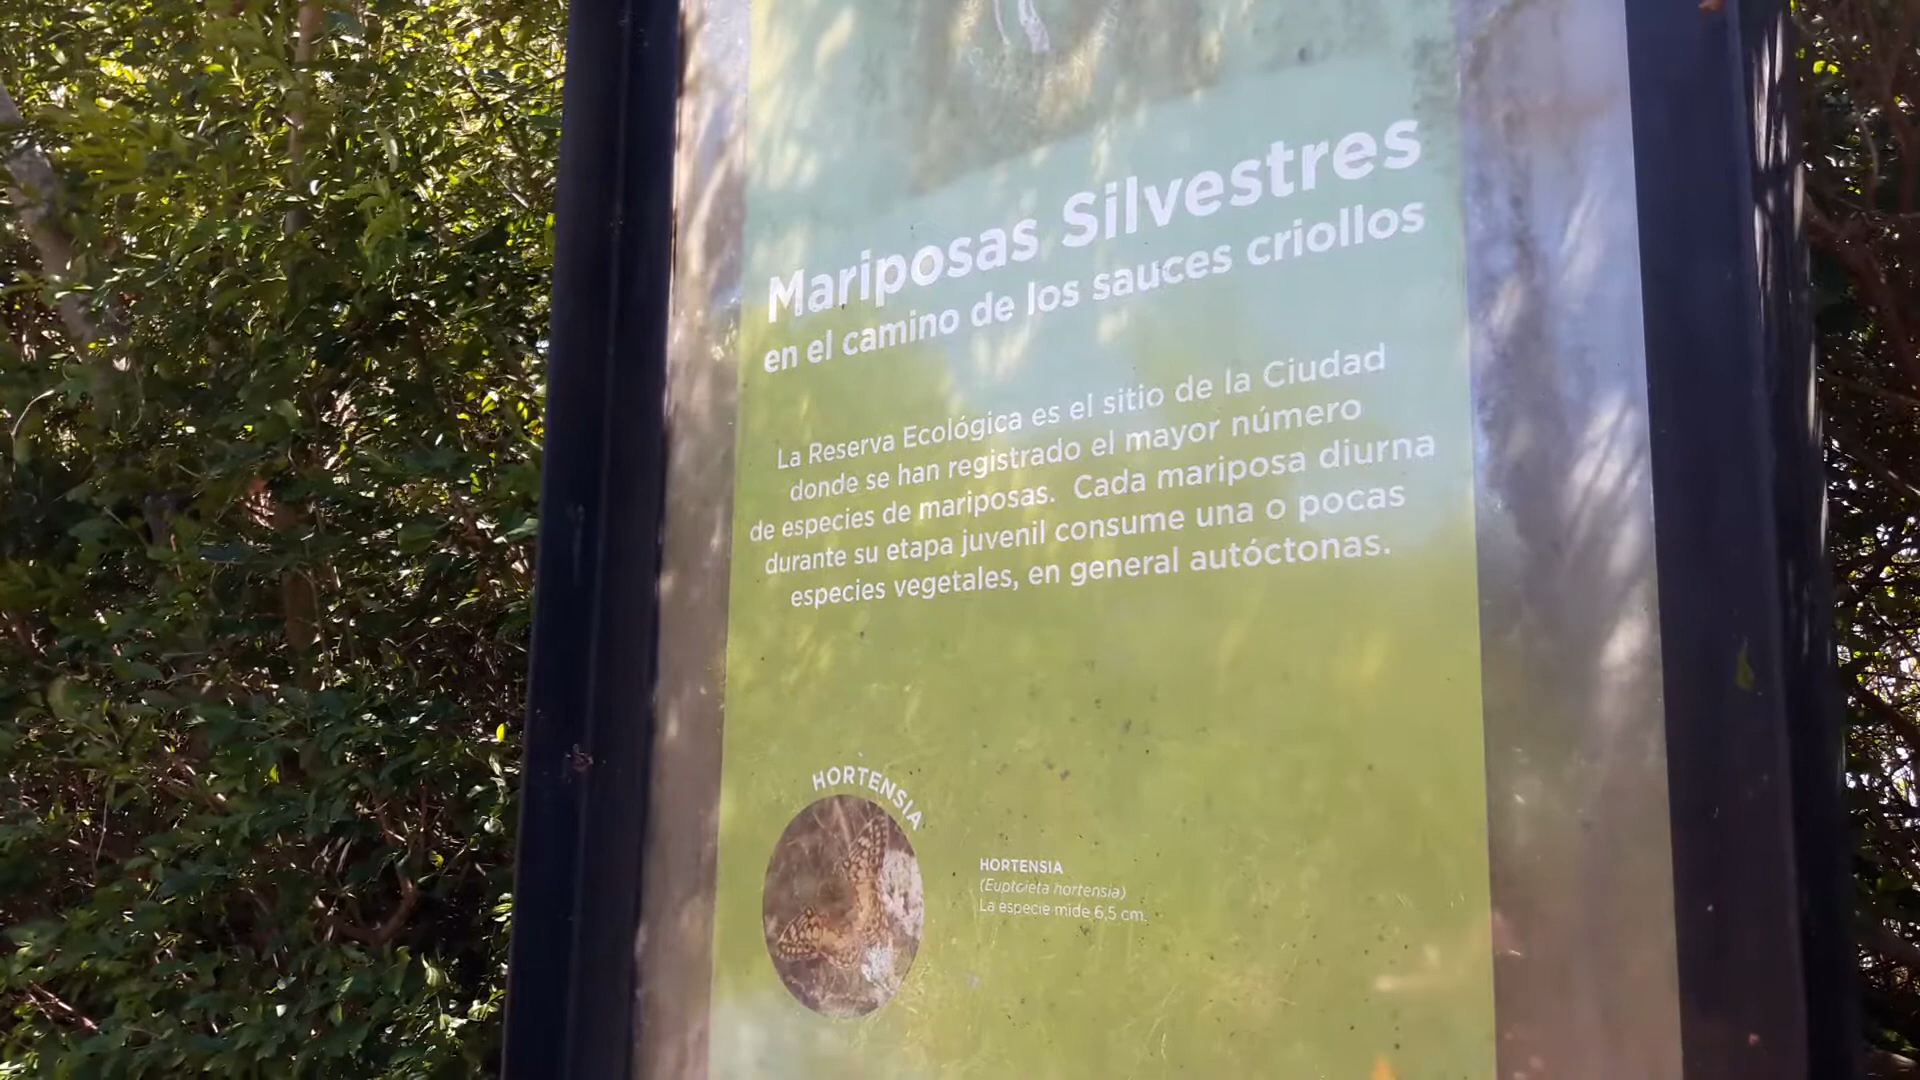 Mariposas Silvestres
en el camino de los sauces criollos
La Reserva Ecológica es el sitio de la Ciudad
donde se han registrado el mayor número
de especies de mariposas. Cada mariposa diurna
durante su etapa juvenil consume una o pocas
especies vegetales, en general autóctonas.
HORTENSIA
HORTENSIA
(Euptoieta hortensia)
La especie mide 6,5 cm.